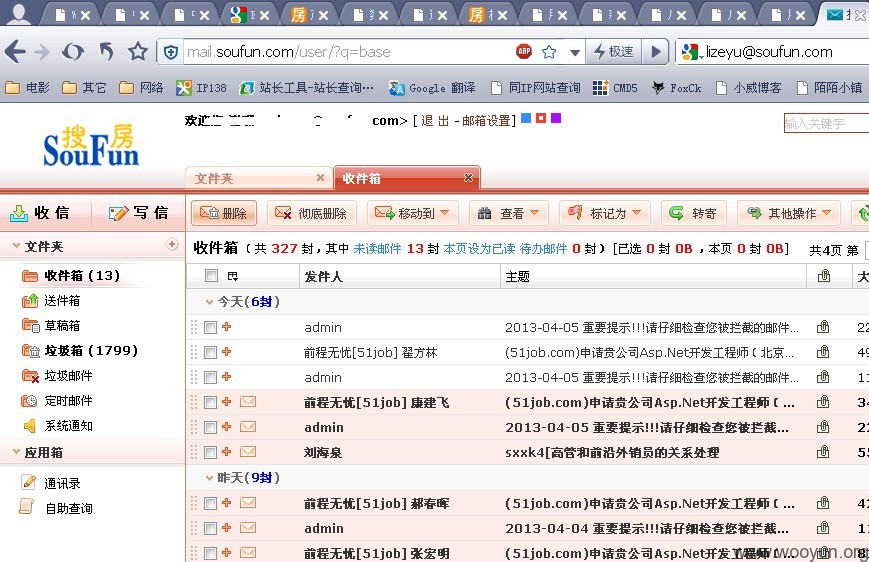 mail.soufun.com/user/?q=base
ABP
极速
lizeyu@soufun.com
电影 其它 网络 IP138 站长工具-站长查询··· Google 翻译 同IP网站查询 CMD5 FoxCk 小威博客 陌陌小镇
com> [ 退 出 - 邮箱设置]
输入关键字
搜房
SouFun
文件夹 收件箱
收 信 写 信
删除 彻底删除 移动到 查看 标记为 转寄 其他操作
文件夹
收件箱 ( 共 327 封，其中 未读邮件 13 封 本页设为已读 待办邮件 0 封 ) [已选 0 封 0B ，本页 0 封 0B] 共4页 第
收件箱 (13)
送件箱
草稿箱
垃圾箱 (1799)
垃圾邮件
定时邮件
系统通知
应用箱
通讯录
自助查询
发件人 主题
今天(6封)
admin 2013-04-05 重要提示!!!请仔细检查您被拦截的邮件...
前程无忧[51job] 翟方林 (51job.com)申请贵公司Asp.Net开发工程师 ( 北京...
admin 2013-04-05 重要提示!!!请仔细检查您被拦截的邮件...
前程无忧[51job] 康建飞 (51job.com)申请贵公司Asp.Net开发工程师 ( ...
admin 2013-04-05 重要提示!!!请仔细检查您被拦截...
刘海泉 sxxk4[高管和前沿外销员的关系处理
昨天(9封)
前程无忧[51job] 郝春晖 (51job.com)申请贵公司Asp.Net开发工程师 ( ...
admin 2013-04-04 重要提示!!!请仔细检查您被拦截...
前程无忧[51job] 张宏明 (51job.com)申请贵公司Asp.Net开发工程师 ( ...
www.wooyun.org